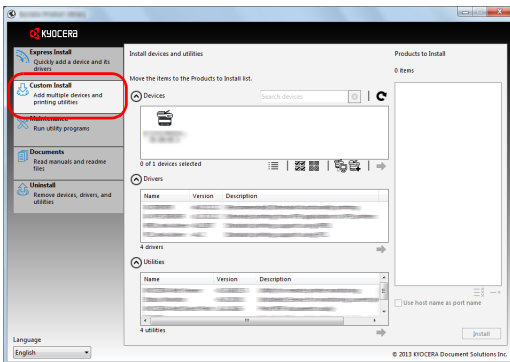 KYOCERA
Express Install
Quickly add a device and its
drivers
Custom Install
Add multiple devices and
printing utilities
Maintenance
Run utility programs
Documents
Read manuals and readme
files
Uninstall
Remove devices, drivers, and
utilities
Language
English
Install devices and utilities
Move the items to the Products to Install list.
Devices
Search devices
0 of 1 devices selected
Drivers
Name Version Description
4 drivers
Utilities
Name Version Description
4 utilities
Products to Install
0 items
Use host name as port name
Install
© 2013 KYOCERA Document Solutions Inc.